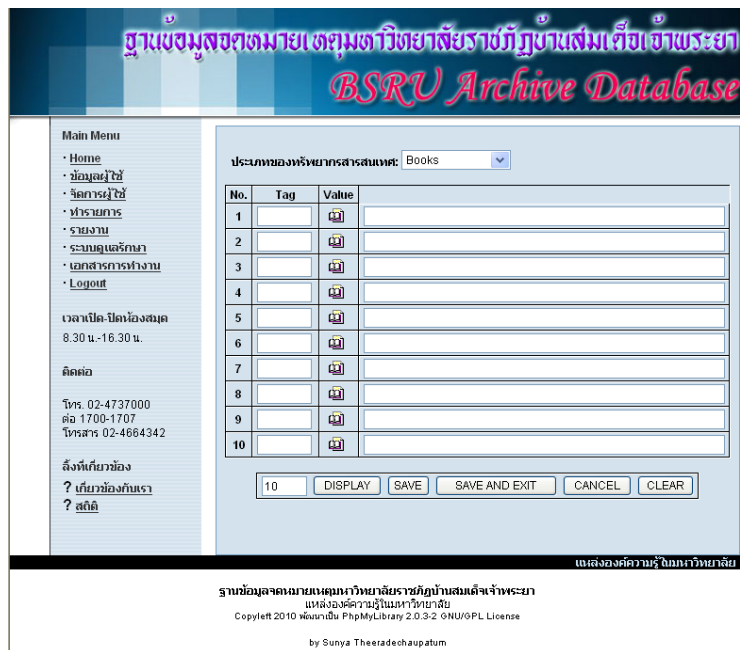 ฐานข้อมูลจดหมายเหตุมหาวิทยาลัยราชภัฏบ้านสมเด็จเจ้าพระยา
BSRU Archive Database
Main Menu
· Home
· ข้อมูลผู้ใช้
· จัดการผู้ใช้
· ทำรายการ
· รายงาน
· ระบบดูแลรักษา
· เอกสารการทำงาน
· Logout
เวลาเปิด-ปิดห้องสมุด
8.30 น.-16.30 น.
ติดต่อ
โทร. 02-4737000
ต่อ 1700-1707
โทรสาร 02-4664342
ลิ้งที่เกี่ยวข้อง
? เกี่ยวข้องกับเรา
? สถิติ
ประเภทของทรัพยากรสารสนเทศ: Books
No. Tag Value
1
2
3
4
5
6
7
8
9
10
10 DISPLAY SAVE SAVE AND EXIT CANCEL CLEAR
แหล่งองค์ความรู้ในมหาวิทยาลัย
ฐานข้อมูลจดหมายเหตุมหาวิทยาลัยราชภัฏบ้านสมเด็จเจ้าพระยา
แหล่งองค์ความรู้ในมหาวิทยาลัย
Copyleft 2010 พัฒนาเป็น PhpMyLibrary 2.0.3-2 GNU/GPL License
by Sunya Theeradechaupatum